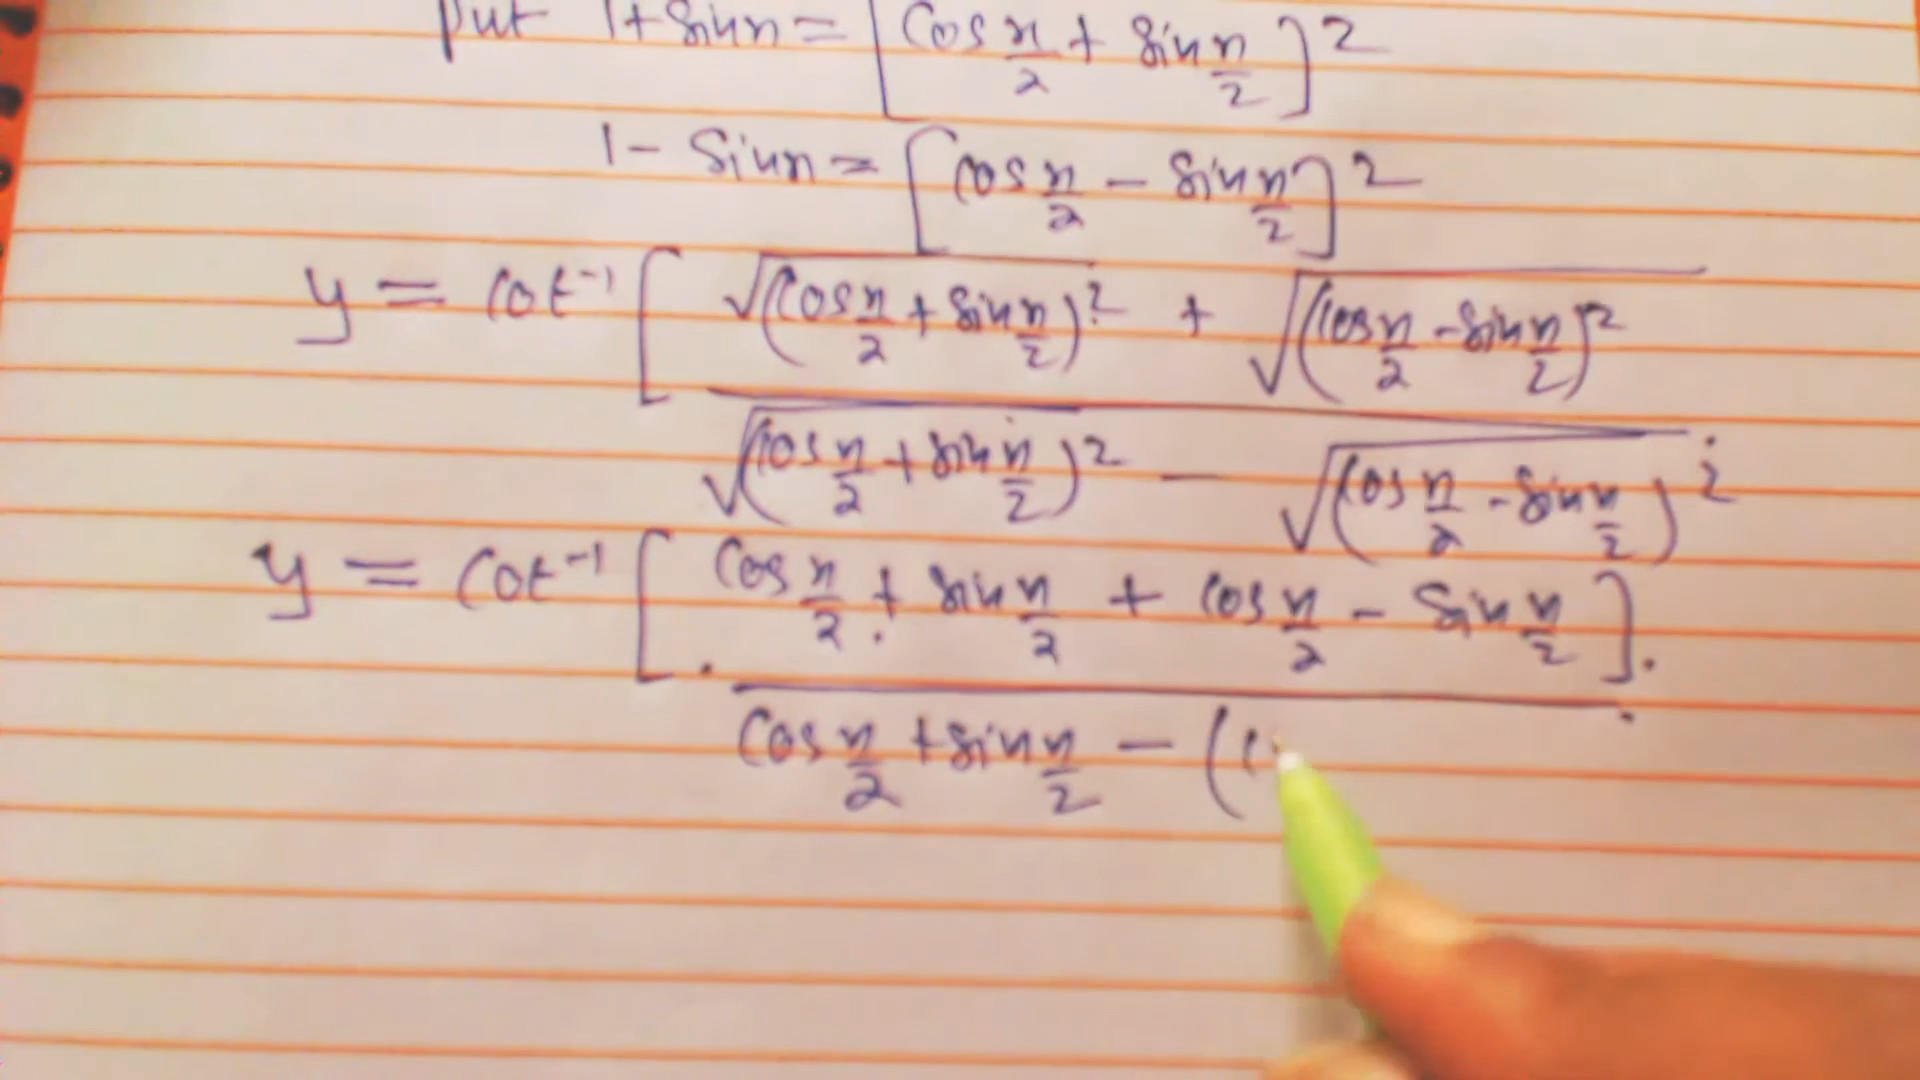 put 1+Sinx = [Cos x/2 + Sin x/2]²
1 - Sinx = [Cos x/2 - Sin x/2]²
y = Cot⁻¹ [ √(Cos x/2 + Sin x/2)² + √(Cos x/2 - Sin x/2)²
√(Cos x/2 + Sin x/2)² - √(Cos x/2 - Sin x/2)²
y = Cot⁻¹ [ Cos x/2 + Sin x/2 + Cos x/2 - Sin x/2 ].
Cos x/2 + Sin x/2 - (